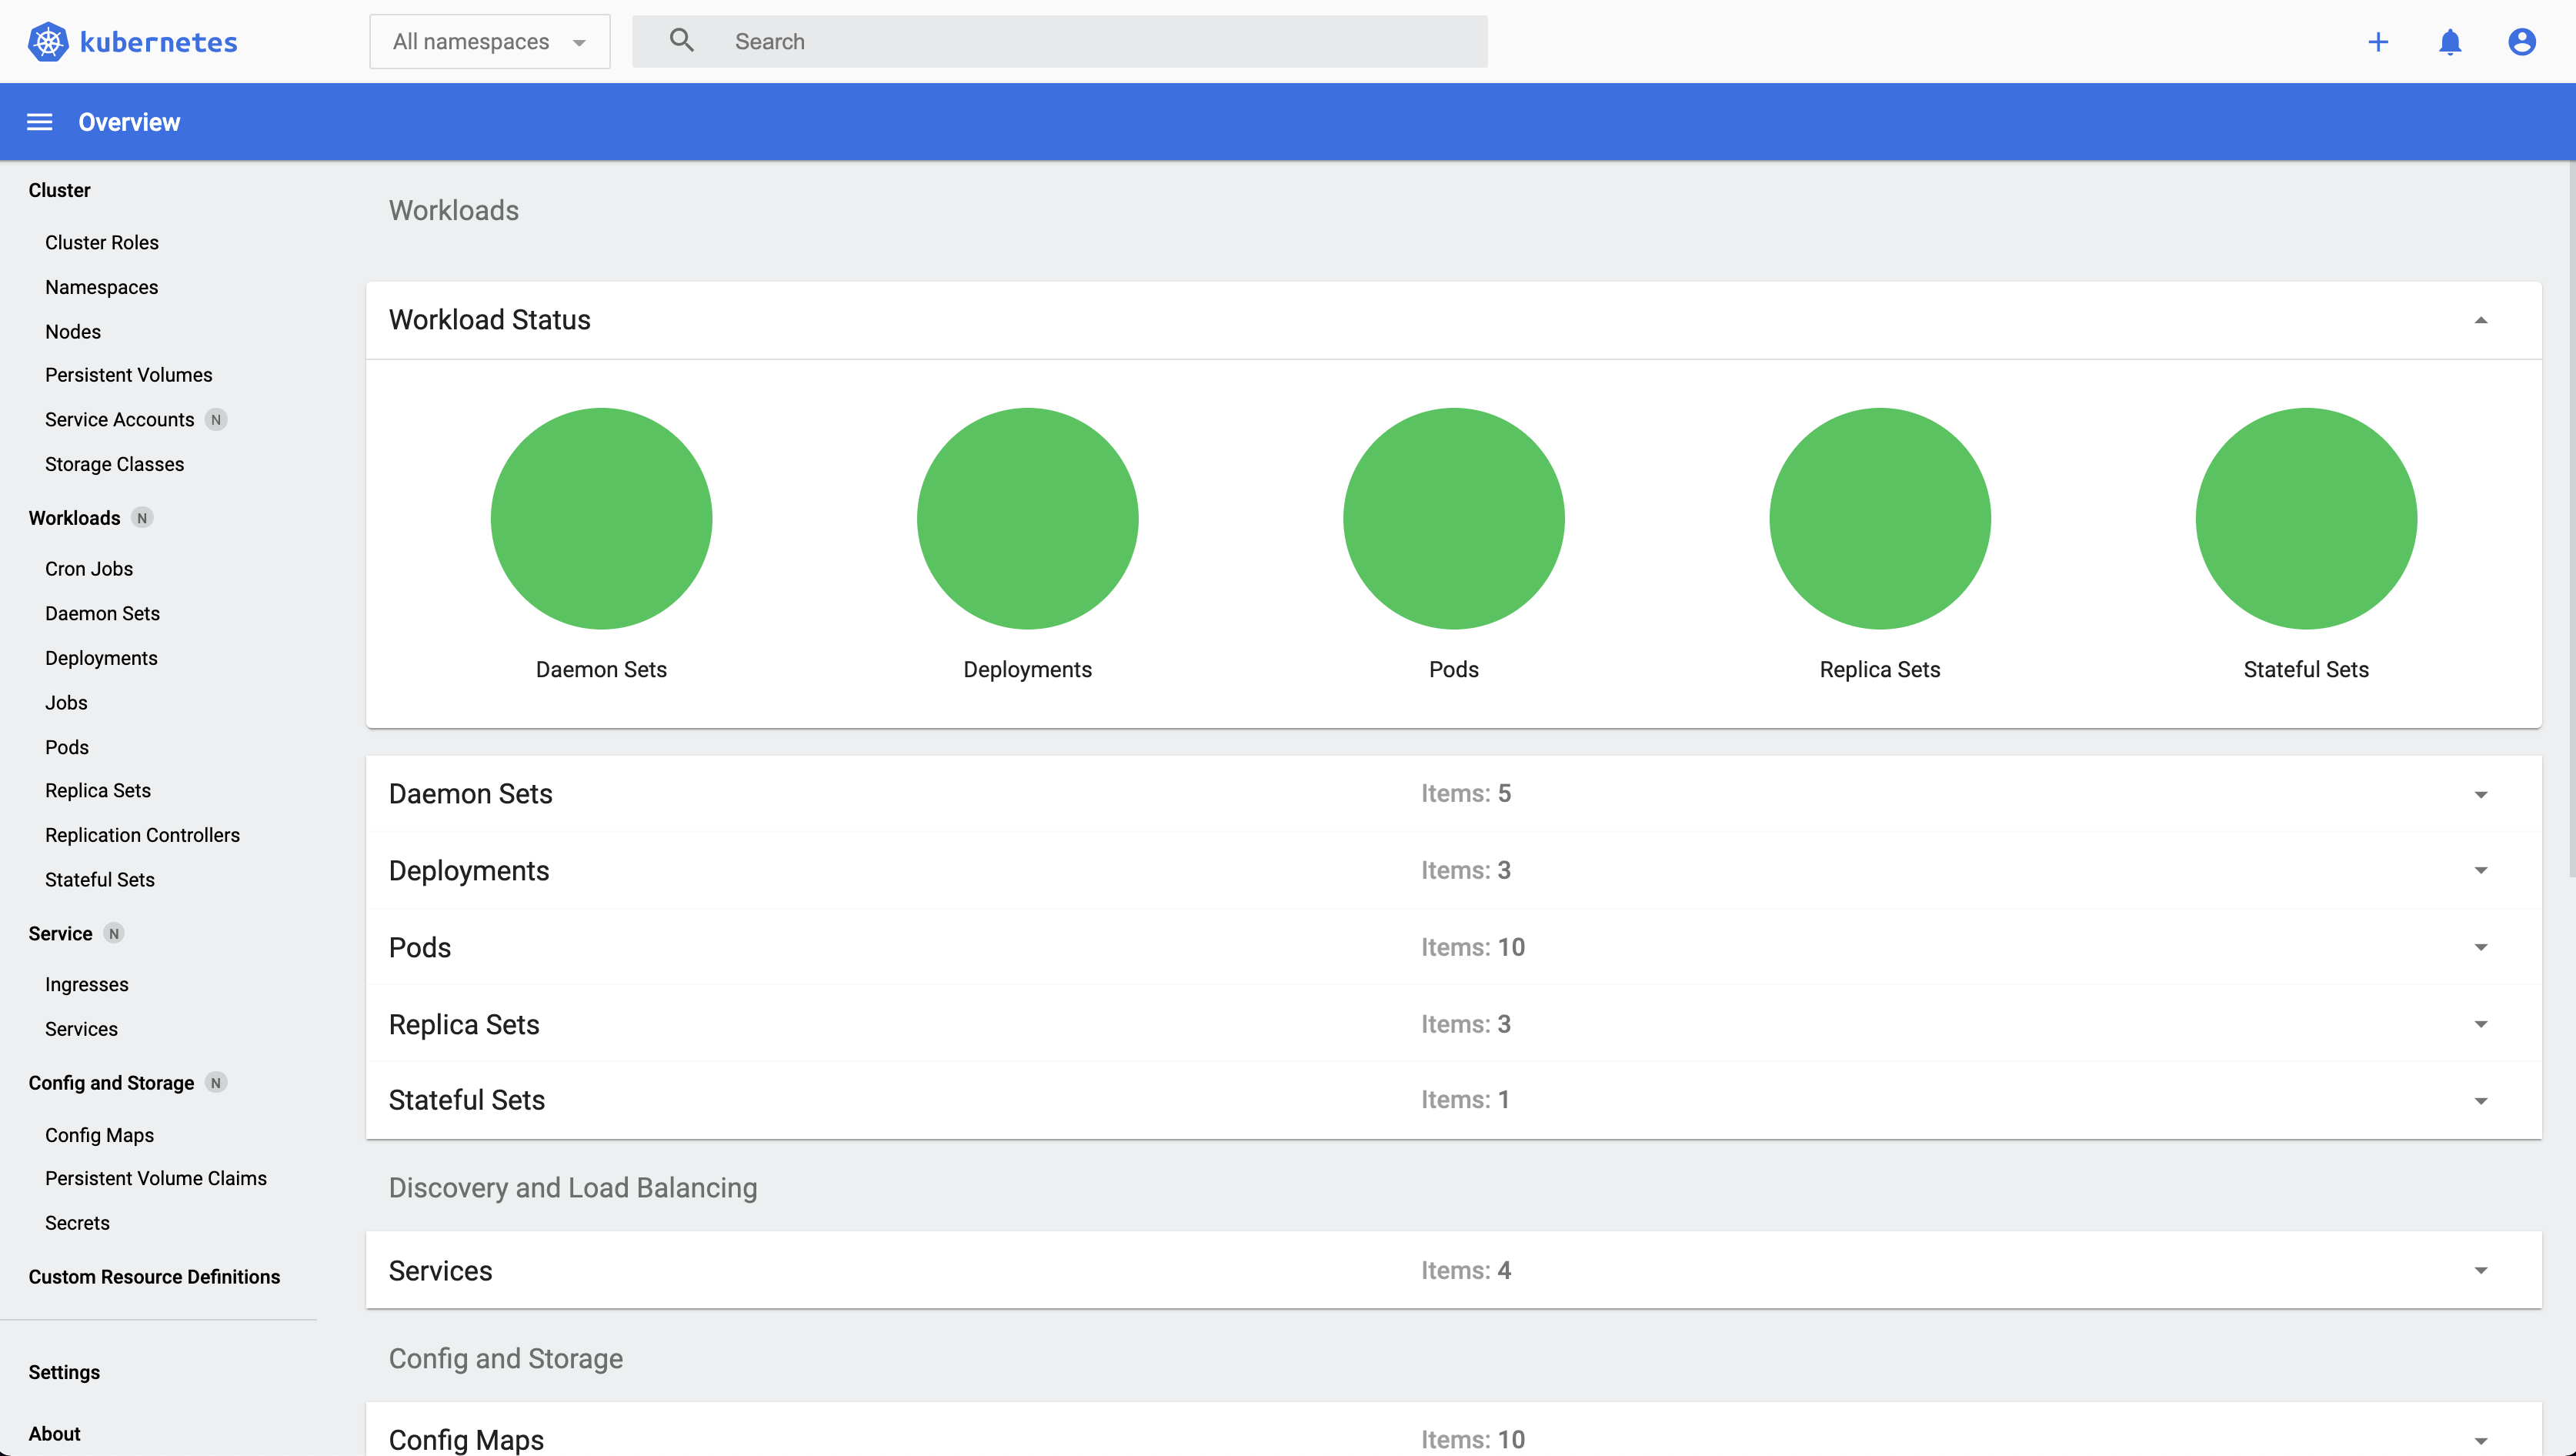 kubernetes
All namespaces
Search
Overview
Cluster
Cluster Roles
Namespaces
Nodes
Persistent Volumes
Service Accounts N
Storage Classes
Workloads N
Cron Jobs
Daemon Sets
Deployments
Jobs
Pods
Replica Sets
Replication Controllers
Stateful Sets
Service N
Ingresses
Services
Config and Storage N
Config Maps
Persistent Volume Claims
Secrets
Custom Resource Definitions
Settings
About
Workloads
Workload Status
Daemon Sets
Deployments
Pods
Replica Sets
Stateful Sets
Daemon Sets Items: 5
Deployments Items: 3
Pods Items: 10
Replica Sets Items: 3
Stateful Sets Items: 1
Discovery and Load Balancing
Services Items: 4
Config and Storage
Config Maps Items: 10